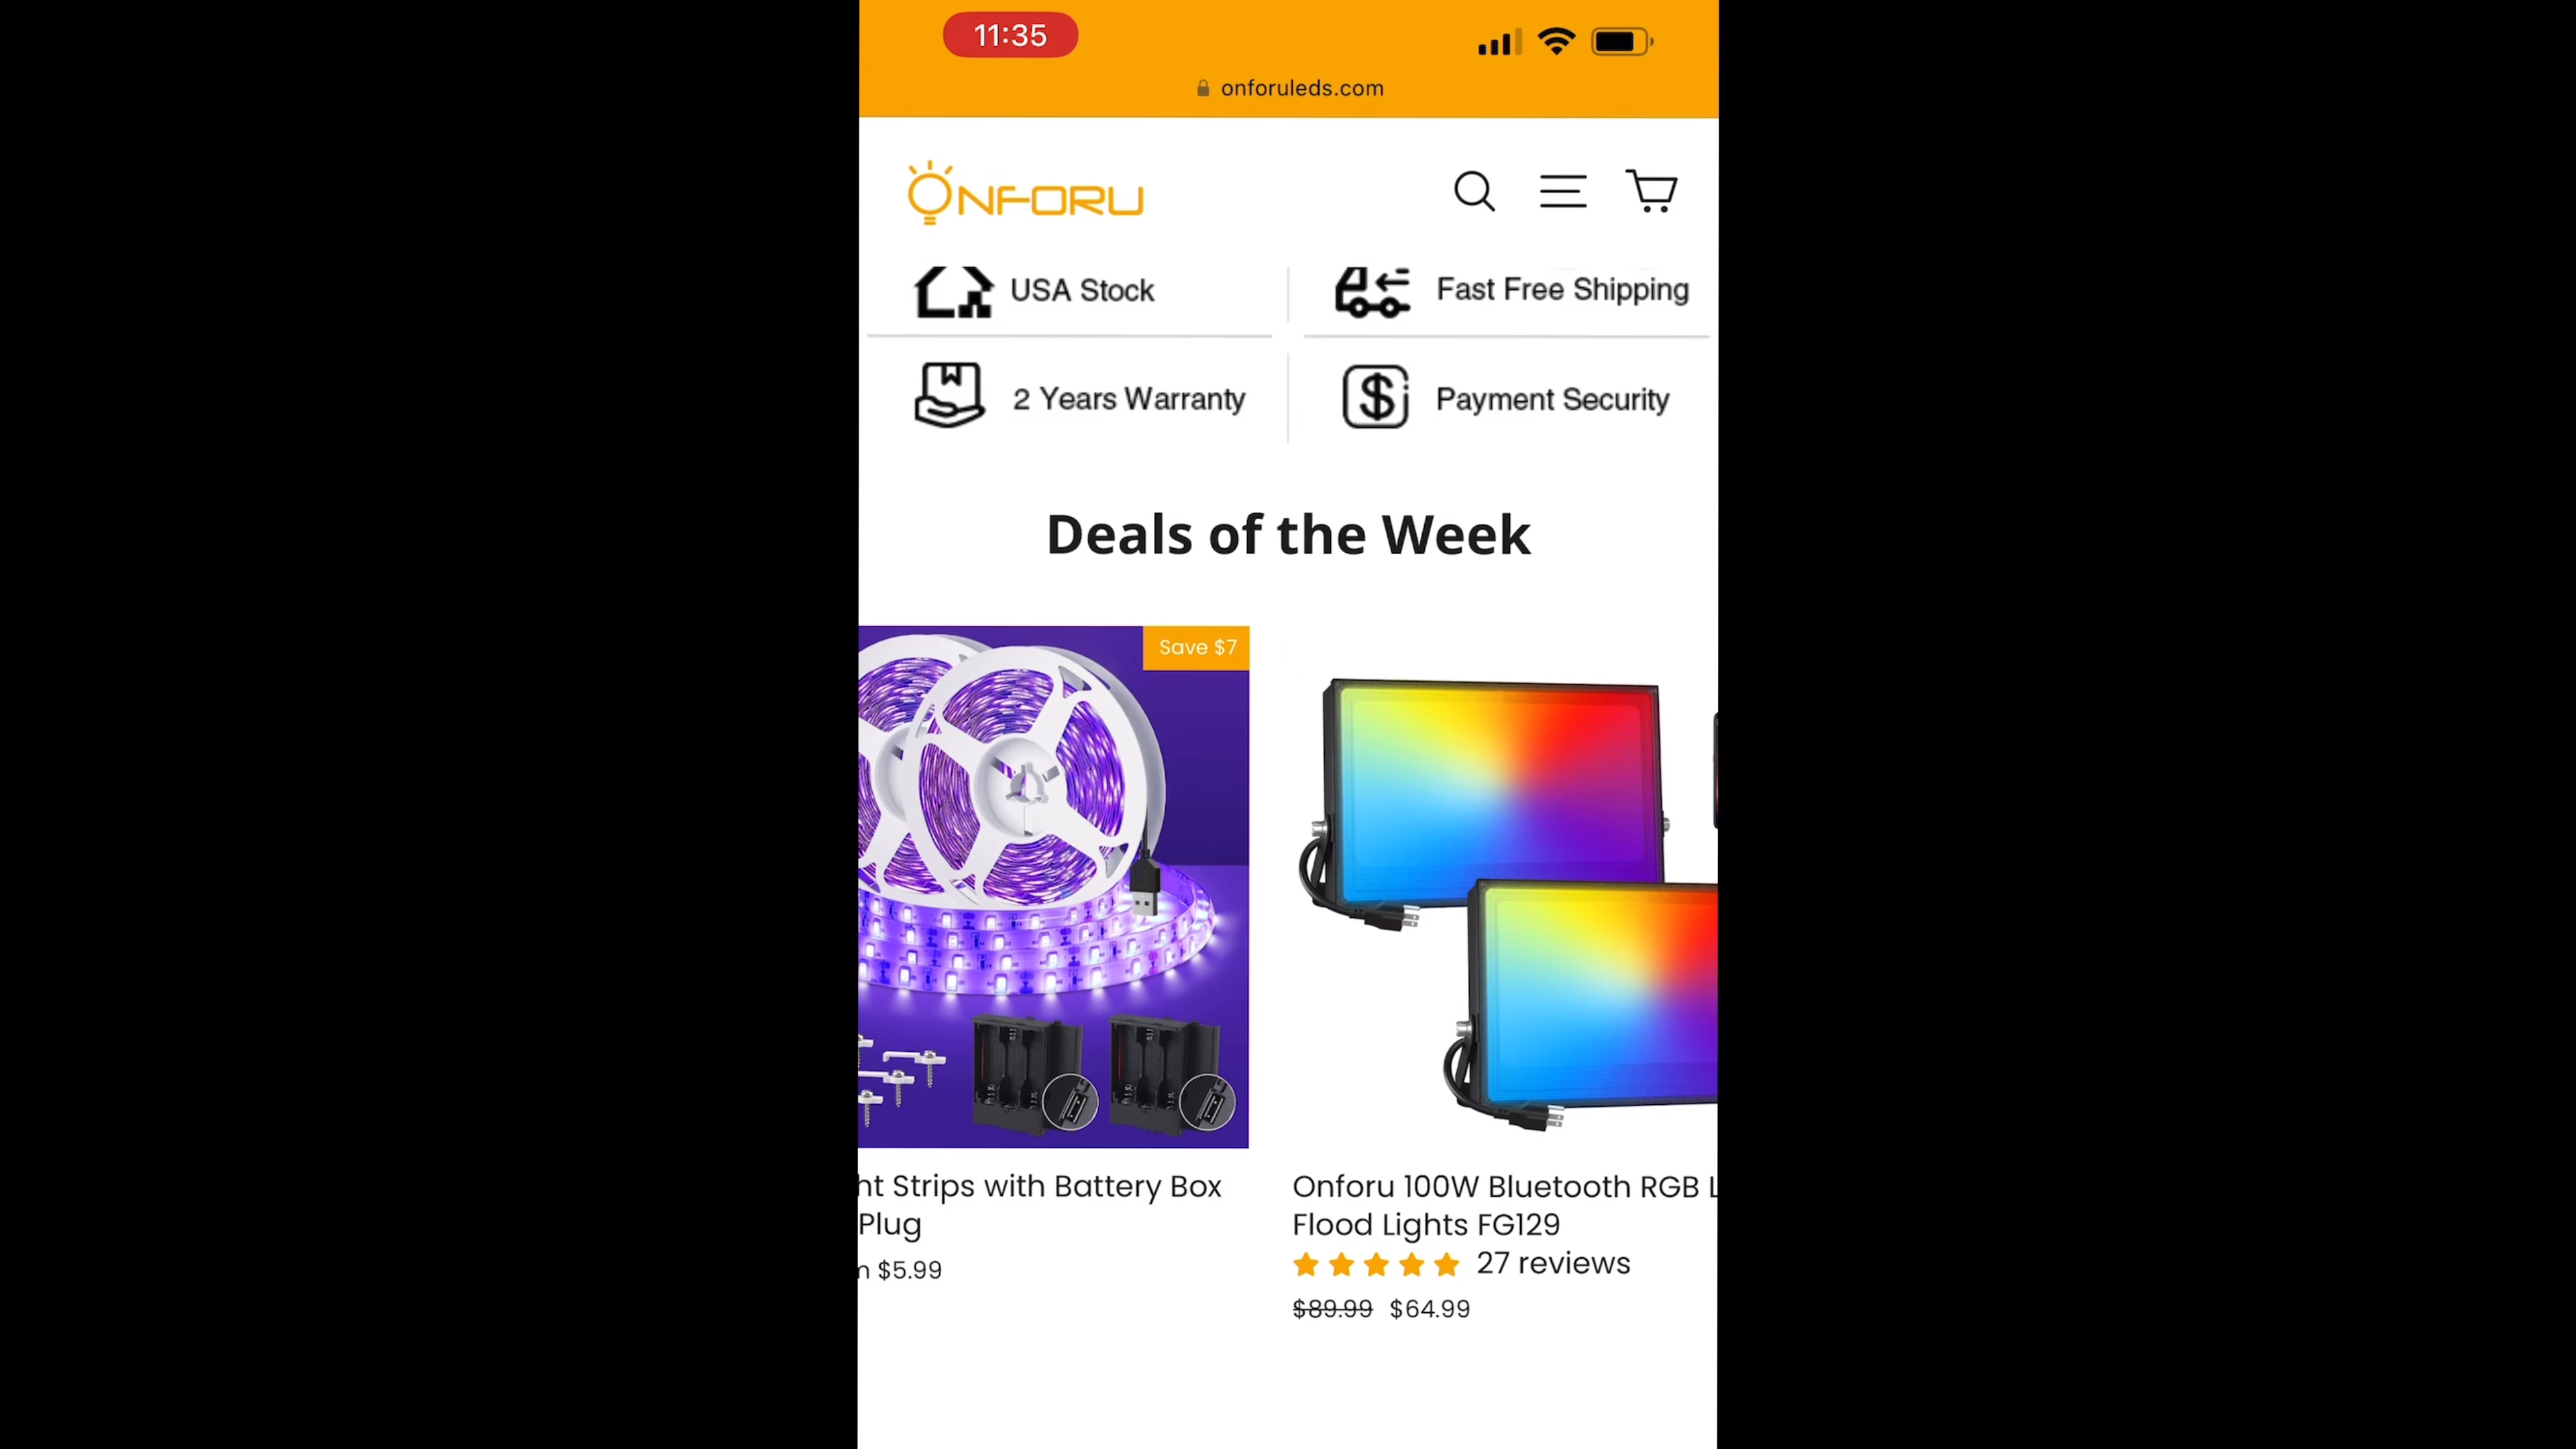 11:35
onforuleds.com
ONFORU
USA Stock
Fast Free Shipping
2 Years Warranty
Payment Security
Deals of the Week
Save $7
ht Strips with Battery Box
Plug
$5.99
Onforu 100W Bluetooth RGB L
Flood Lights FG129
27 reviews
$89.99 $64.99